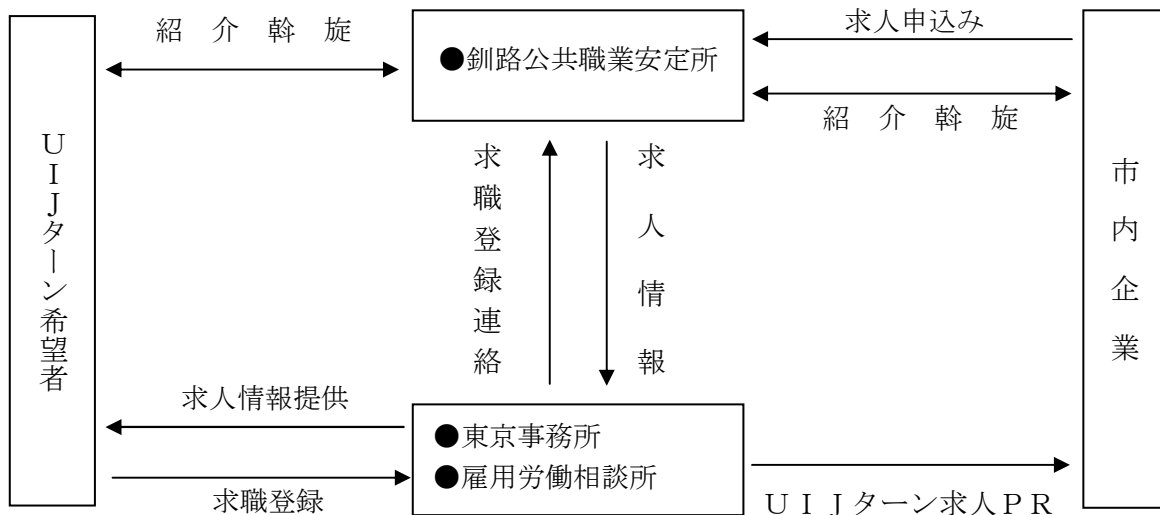 紹 介 斡 旋
求人申込み
●釧路公共職業安定所
紹 介 斡 旋
UIJターン希望者
求職登録連絡
求人情報
市内企業
求人情報提供
●東京事務所
●雇用労働相談所
求職登録
UIJターン求人PR